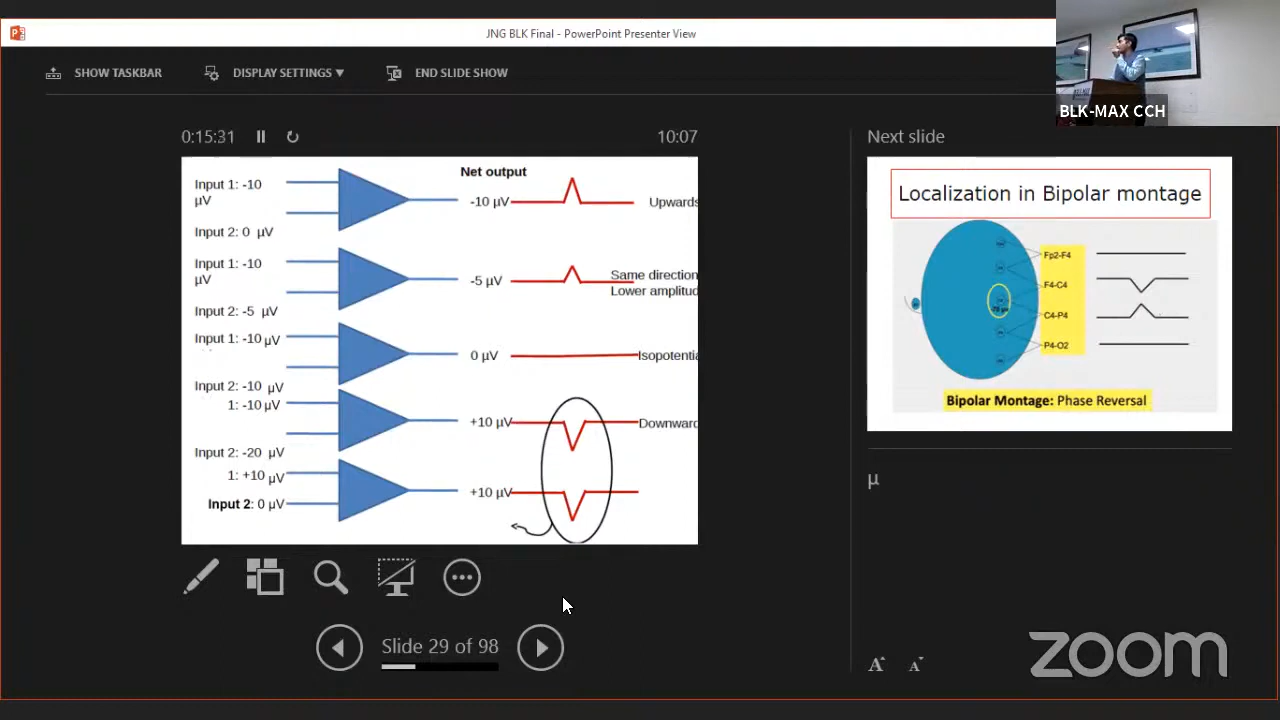 JNG BLK Final - PowerPoint Presenter View
SHOW TASKBAR
DISPLAY SETTINGS ▼
END SLIDE SHOW
BLK-MAX CCH
0:15:31
10:07
Net output
Input 1: -10
µV
Input 2: 0 µV
-10 µV
Upwards
Input 1: -10
µV
Input 2: -5 µV
-5 µV
Same direction
Lower amplitud
Input 1: -10 µV
Input 2: -10 µV
0 µV
Isopotentia
1: -10 µV
Input 2: -20 µV
+10 µV
Downward
1: +10 µV
Input 2: 0 µV
+10 µV
Slide 29 of 98
Next slide
Localization in Bipolar montage
Fp2-F4
F4-C4
C4-P4
P4-O2
Bipolar Montage: Phase Reversal
µ
A A
zoom